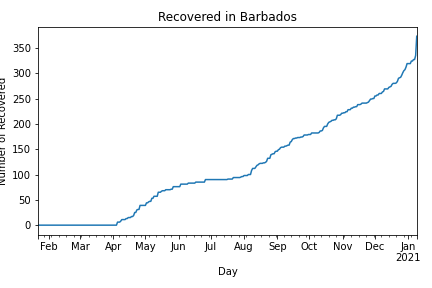 Recovered in Barbados
Number of Recovered
350
300
250
200
150
100
50
0
Feb Mar Apr May Jun Jul Aug Sep Oct Nov Dec Jan
2021
Day